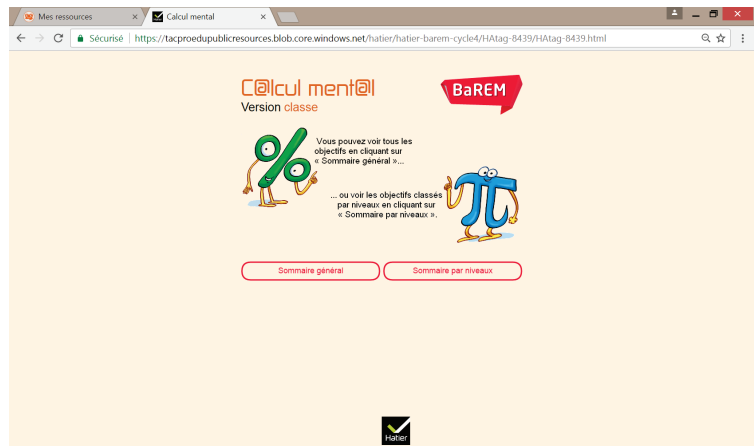 Mes ressources
Calcul mental
Sécurisé
https://tacproedupublicresources.blob.core.windows.net/hatier/hatier-barem-cycle4/HAtag-8439/HAtag-8439.html
C@lcul ment@l
Version classe
BaREM
Vous pouvez voir tous les
objectifs en cliquant sur
« Sommaire général »...
... ou voir les objectifs classés
par niveaux en cliquant sur
« Sommaire par niveaux ».
Sommaire général
Sommaire par niveaux
Hatier